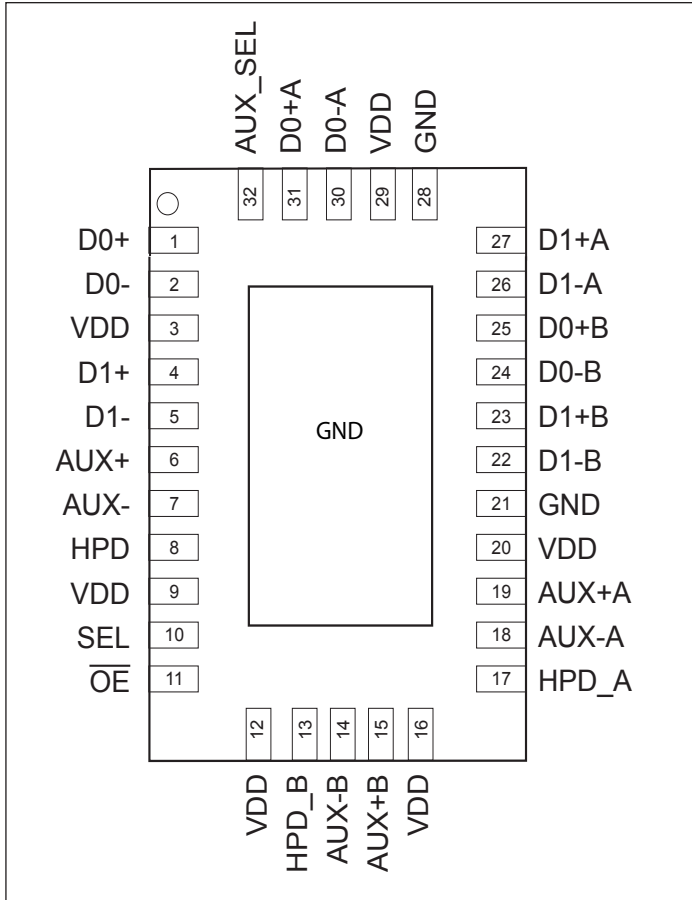 AUX_SEL
D0+A
D0-A
VDD
GND
32
31
30
29
28
D0+ 1
D0- 2
VDD 3
D1+ 4
D1- 5
AUX+ 6
AUX- 7
HPD 8
VDD 9
SEL 10
O̅E̅ 11
GND
27 D1+A
26 D1-A
25 D0+B
24 D0-B
23 D1+B
22 D1-B
21 GND
20 VDD
19 AUX+A
18 AUX-A
17 HPD_A
12
13
14
15
16
VDD
HPD_B
AUX-B
AUX+B
VDD